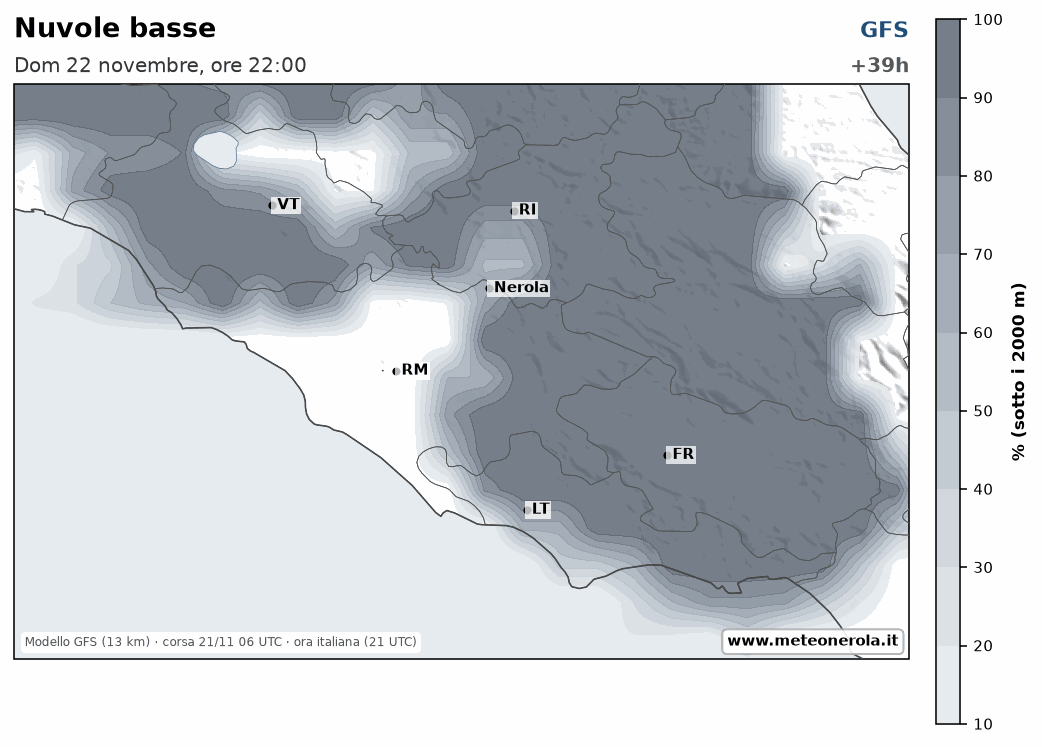 Nuvole basse
GFS
Dom 22 novembre, ore 22:00
+39h
VT
RI
Nerola
RM
FR
LT
Modello GFS (13 km) · corsa 21/11 06 UTC · ora italiana (21 UTC)
www.meteonerola.it
100
90
80
70
60
50
40
30
20
10
% (sotto i 2000 m)